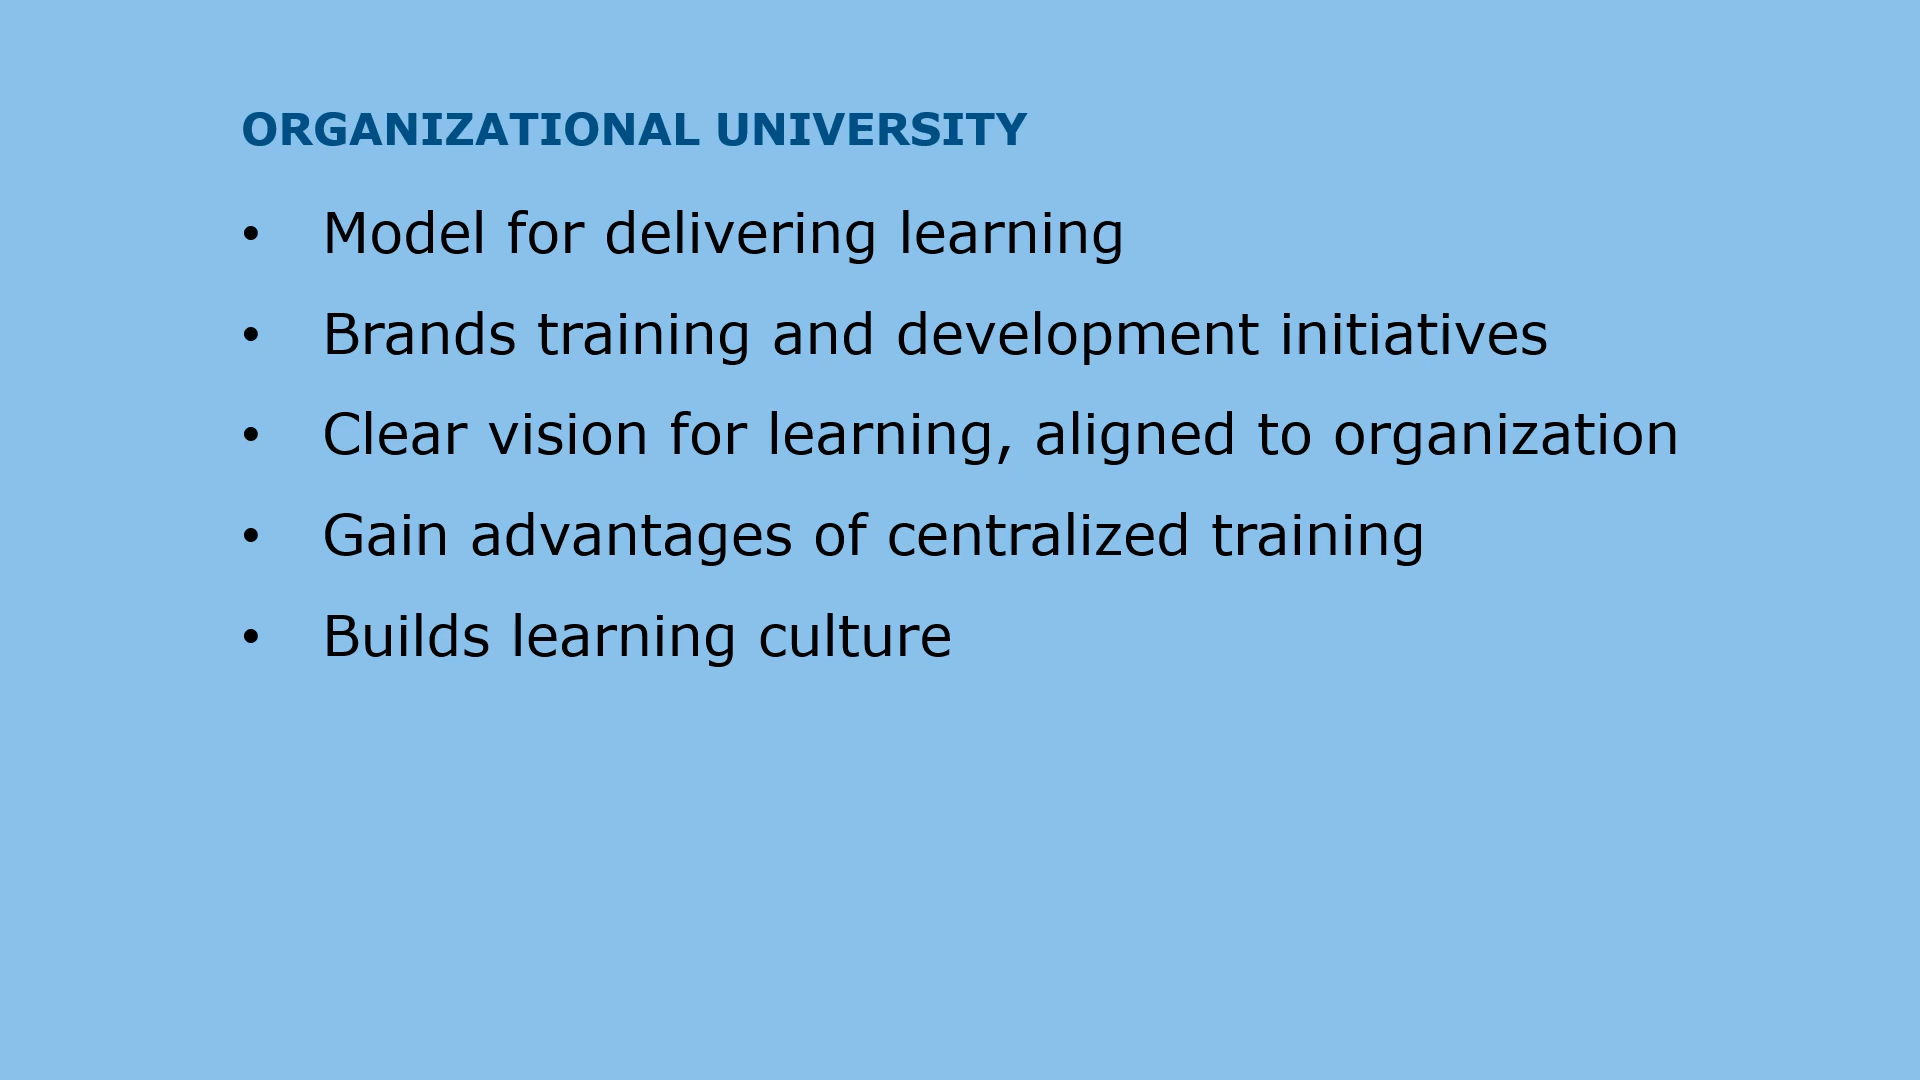 ORGANIZATIONAL UNIVERSITY
• Model for delivering learning
• Brands training and development initiatives
• Clear vision for learning, aligned to organization
• Gain advantages of centralized training
• Builds learning culture